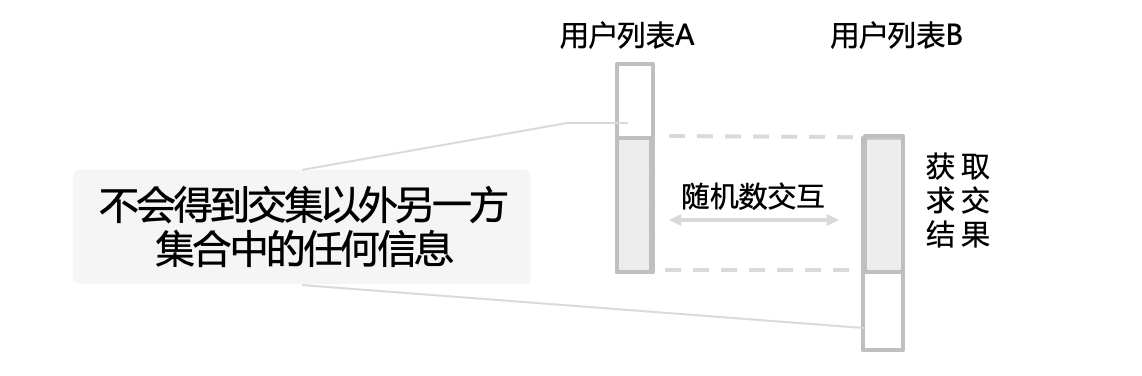 用户列表A
用户列表B
不会得到交集以外另一方
集合中的任何信息
随机数交互
获取
求交
结果